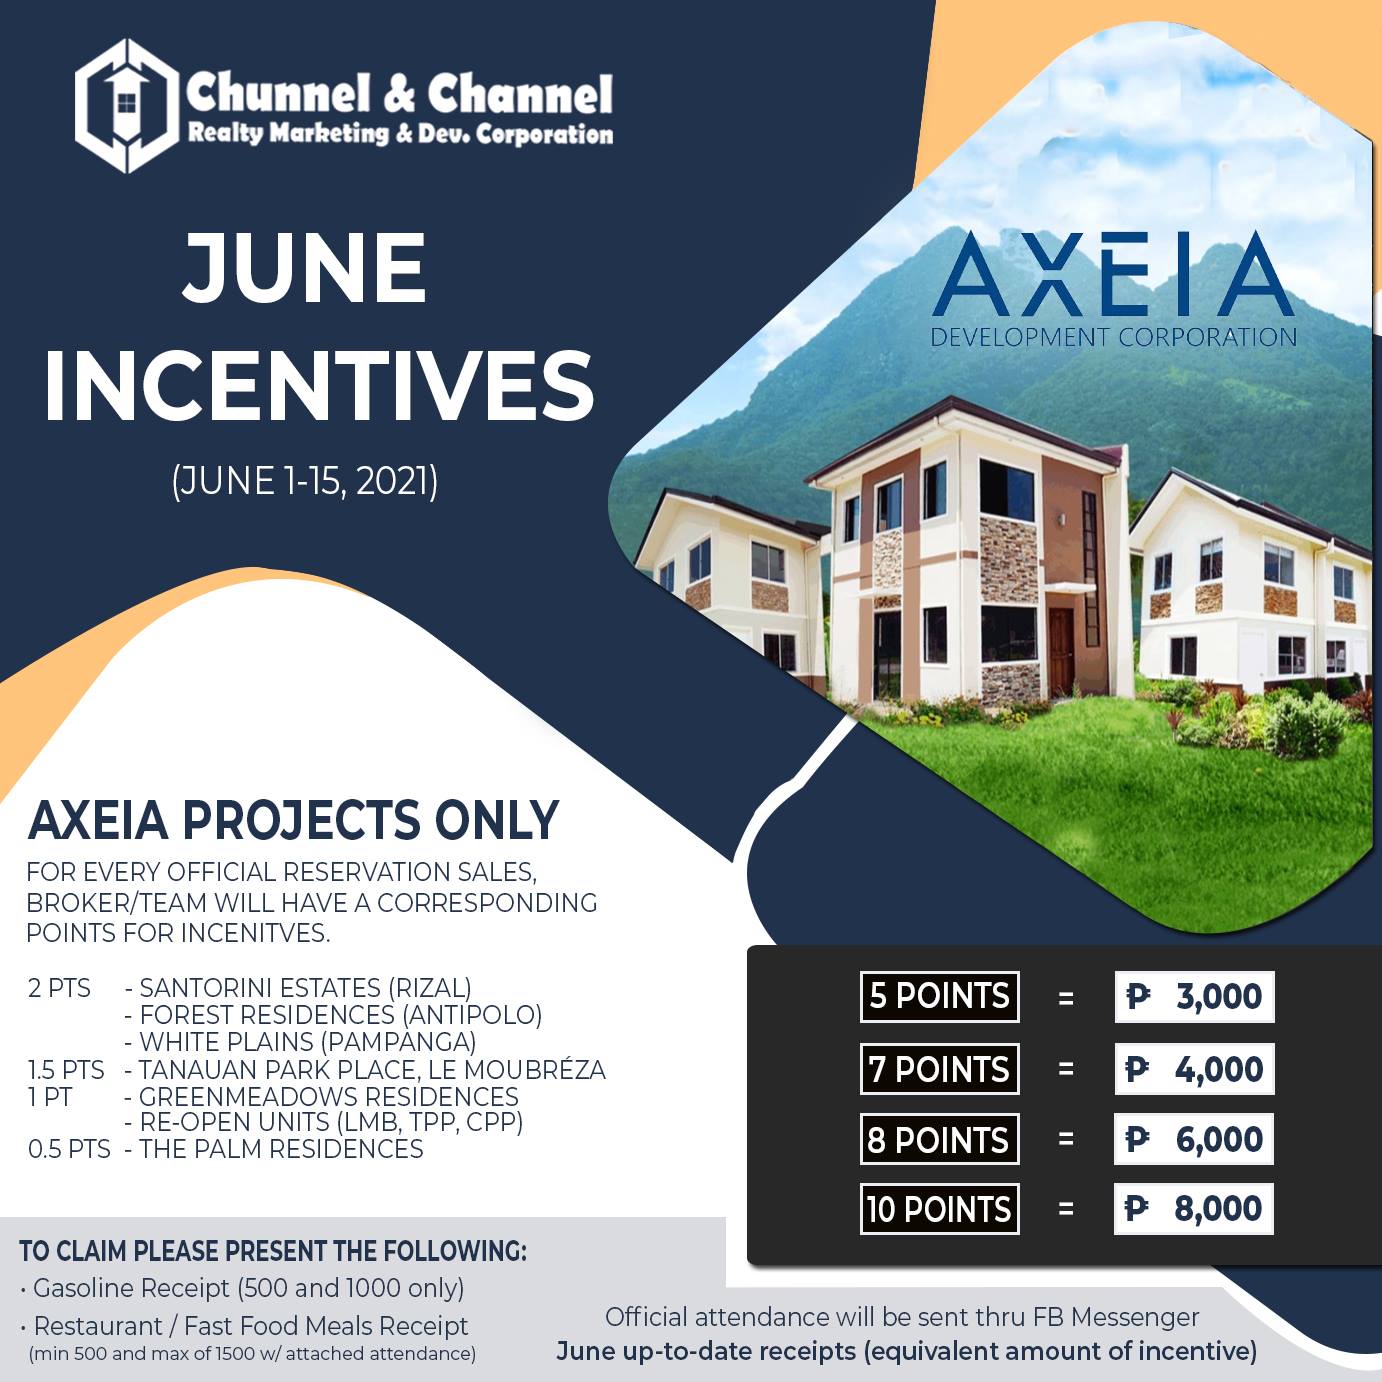 Chunnel & Channel
Realty Marketing & Dev. Corporation
JUNE
INCENTIVES
(JUNE 1-15, 2021)
AXEIA
DEVELOPMENT CORPORATION
AXEIA PROJECTS ONLY
FOR EVERY OFFICIAL RESERVATION SALES,
BROKER/TEAM WILL HAVE A CORRESPONDING
POINTS FOR INCENITVES.
2 PTS - SANTORINI ESTATES (RIZAL)
- FOREST RESIDENCES (ANTIPOLO)
- WHITE PLAINS (PAMPANGA)
1.5 PTS - TANAUAN PARK PLACE, LE MOUBRÉZA
1 PT - GREENMEADOWS RESIDENCES
- RE-OPEN UNITS (LMB, TPP, CPP)
0.5 PTS - THE PALM RESIDENCES
5 POINTS = ₱ 3,000
7 POINTS = ₱ 4,000
8 POINTS = ₱ 6,000
10 POINTS = ₱ 8,000
TO CLAIM PLEASE PRESENT THE FOLLOWING:
· Gasoline Receipt (500 and 1000 only)
· Restaurant / Fast Food Meals Receipt
(min 500 and max of 1500 w/ attached attendance)
Official attendance will be sent thru FB Messenger
June up-to-date receipts (equivalent amount of incentive)